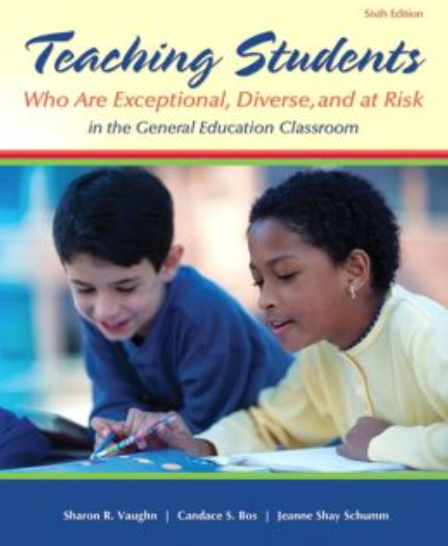 Sixth Edition
Teaching Students
Who Are Exceptional, Diverse, and at Risk
in the General Education Classroom
Sharon R. Vaughn | Candace S. Bos | Jeanne Shay Schumm